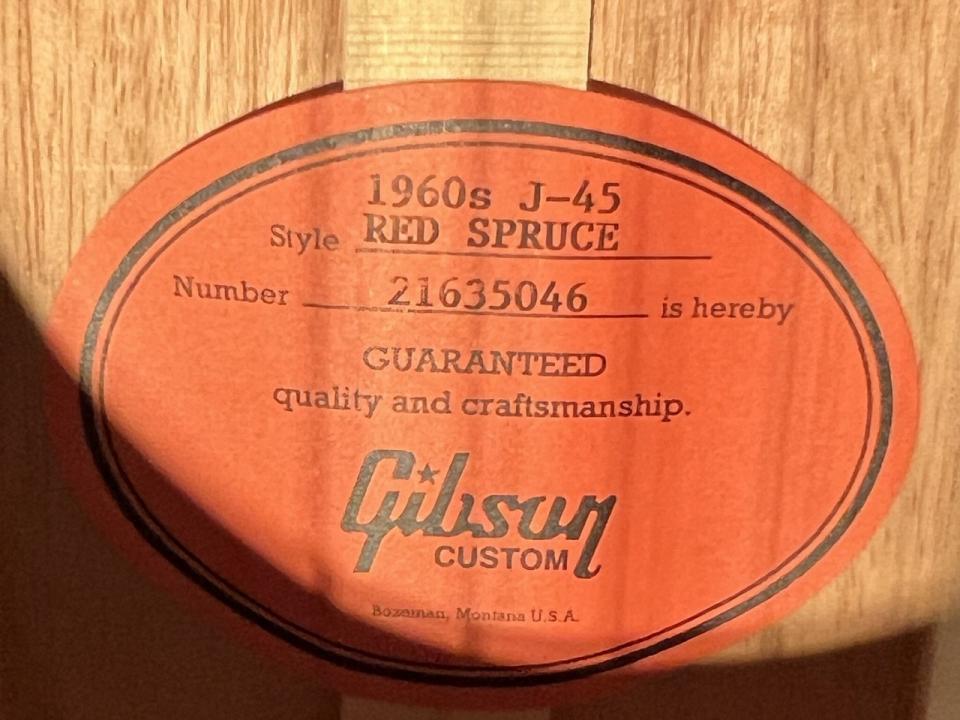 1960s J-45
Style RED SPRUCE
Number 21635046 is hereby
GUARANTEED
quality and craftsmanship.
Gibson
CUSTOM
Bozeman, Montana U.S.A.